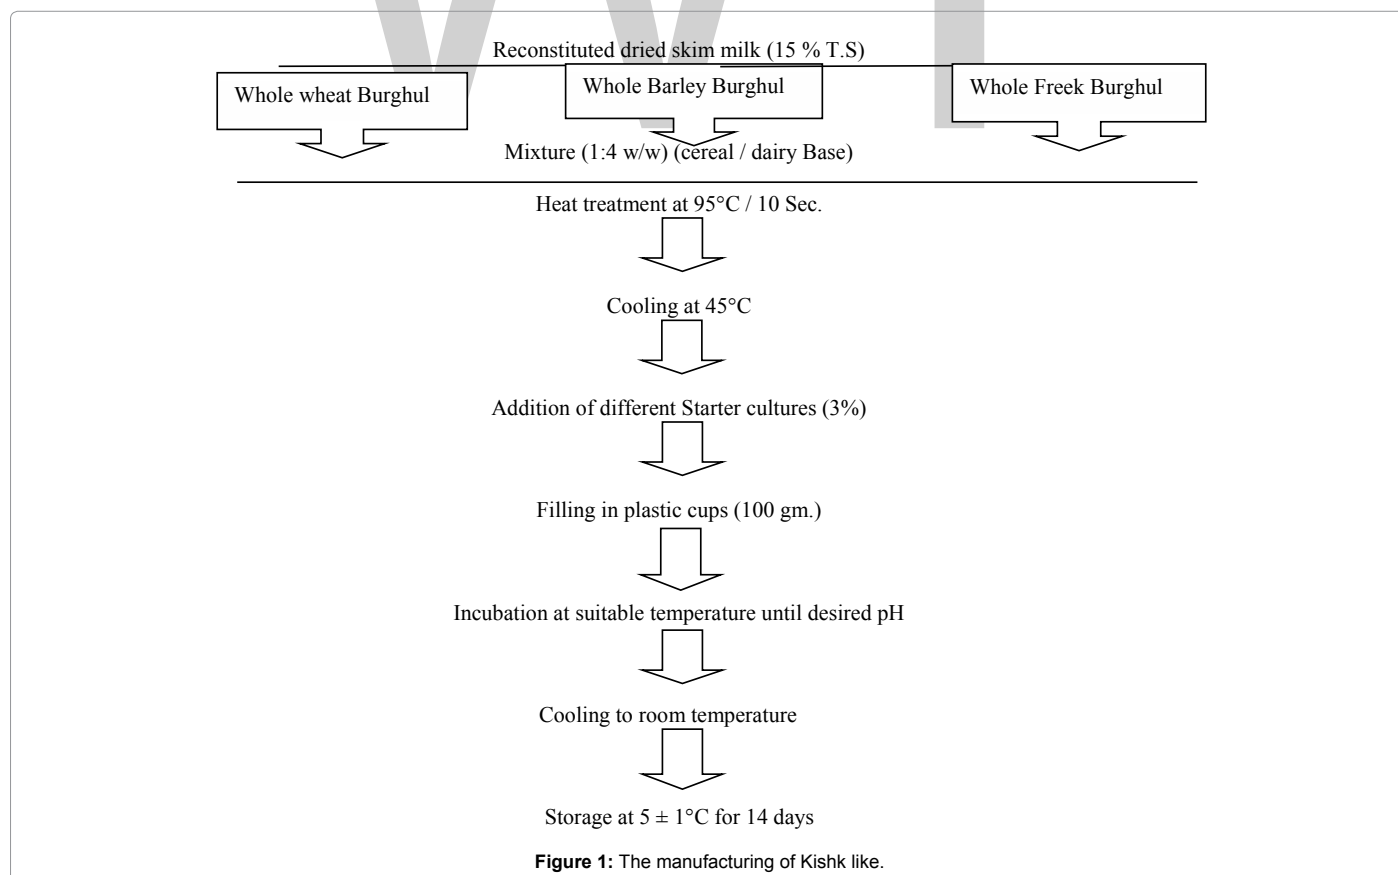 Reconstituted dried skim milk (15 % T.S)
Whole wheat Burghul
Whole Barley Burghul
Whole Freek Burghul
Mixture (1:4 w/w) (cereal / dairy Base)
Heat treatment at 95°C / 10 Sec.
Cooling at 45°C
Addition of different Starter cultures (3%)
Filling in plastic cups (100 gm.)
Incubation at suitable temperature until desired pH
Cooling to room temperature
Storage at 5 ± 1°C for 14 days
Figure 1: The manufacturing of Kishk like.